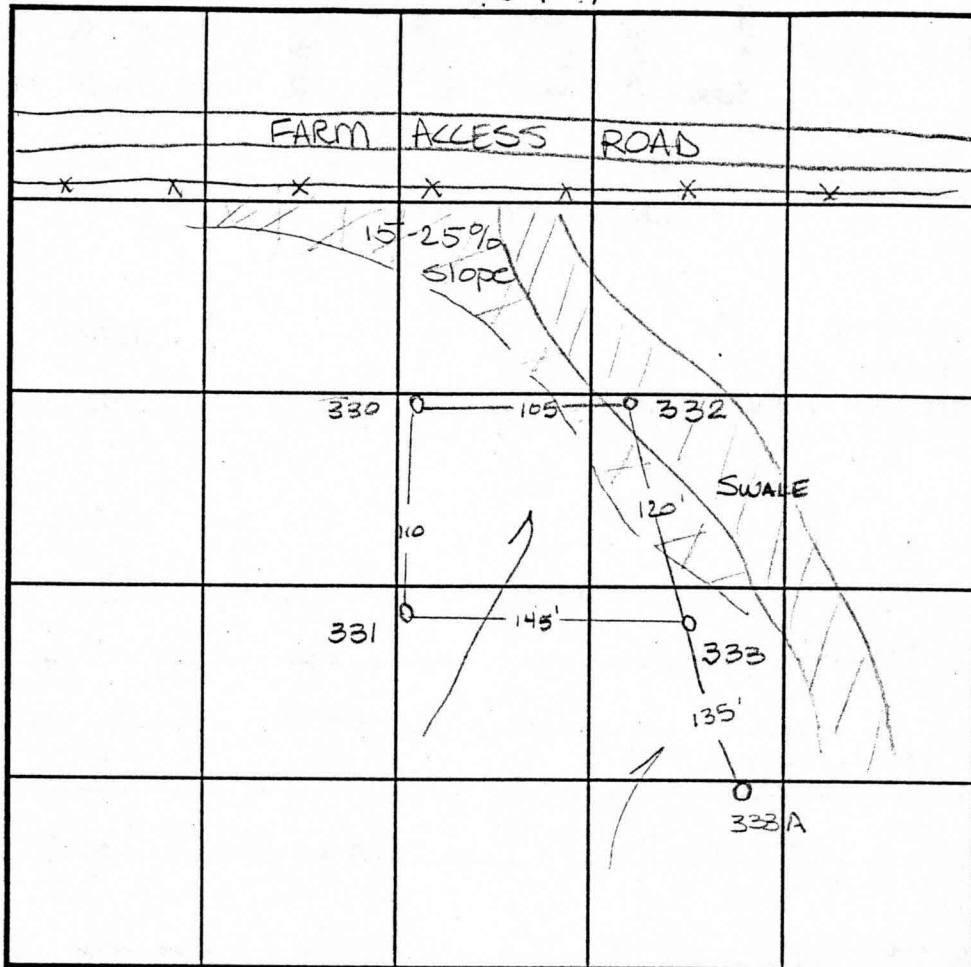 FARM ACCESS ROAD
x x x x x x x
15-25%
Slope
330 105 332
SWALE
120'
110
331 145' 333
135'
333A